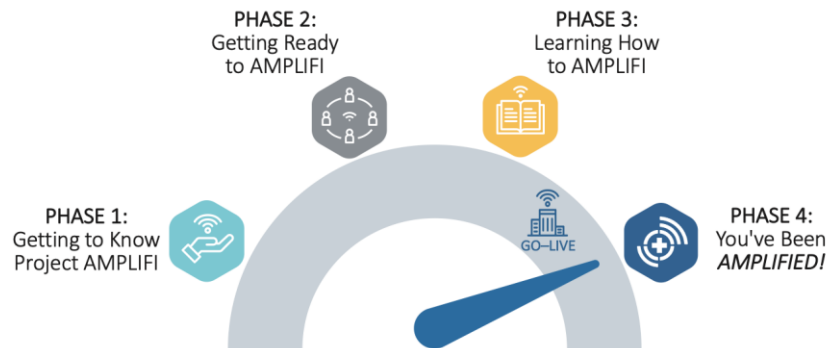 PHASE 1:
Getting to Know
Project AMPLIFI
PHASE 2:
Getting Ready
to AMPLIFI
PHASE 3:
Learning How
to AMPLIFI
GO–LIVE
PHASE 4:
You've Been
AMPLIFIED!